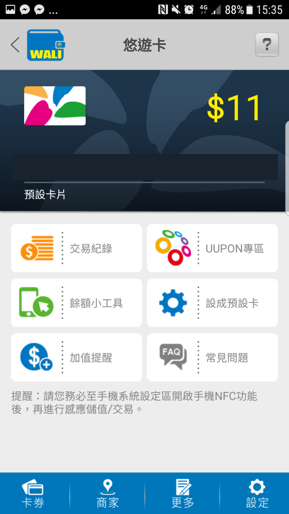 ... 88% 15:35
WALI 悠遊卡 ?
$11
預設卡片
交易紀錄 UUPON專區
餘額小工具 設成預設卡
加值提醒 FAQ 常見問題
提醒：請您務必至手機系統設定區開啟手機NFC功能
後，再進行感應儲值/交易。
卡券 商家 更多 設定